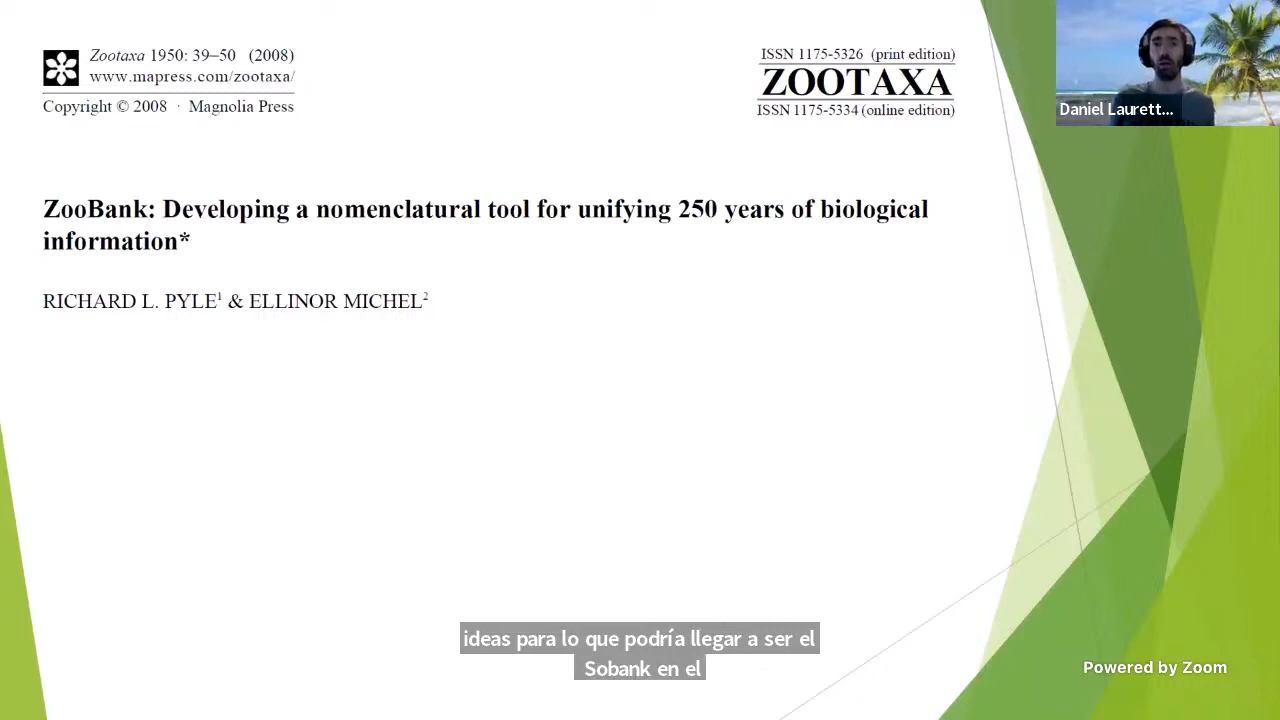 Zootaxa 1950: 39–50 (2008)
www.mapress.com/zootaxa/
Copyright © 2008 · Magnolia Press
ISSN 1175-5326 (print edition)
ZOOTAXA
ISSN 1175-5334 (online edition)
Daniel Laurett...
ZooBank: Developing a nomenclatural tool for unifying 250 years of biological
information*
RICHARD L. PYLE1 & ELLINOR MICHEL2
ideas para lo que podría llegar a ser el
Sobank en el
Powered by Zoom